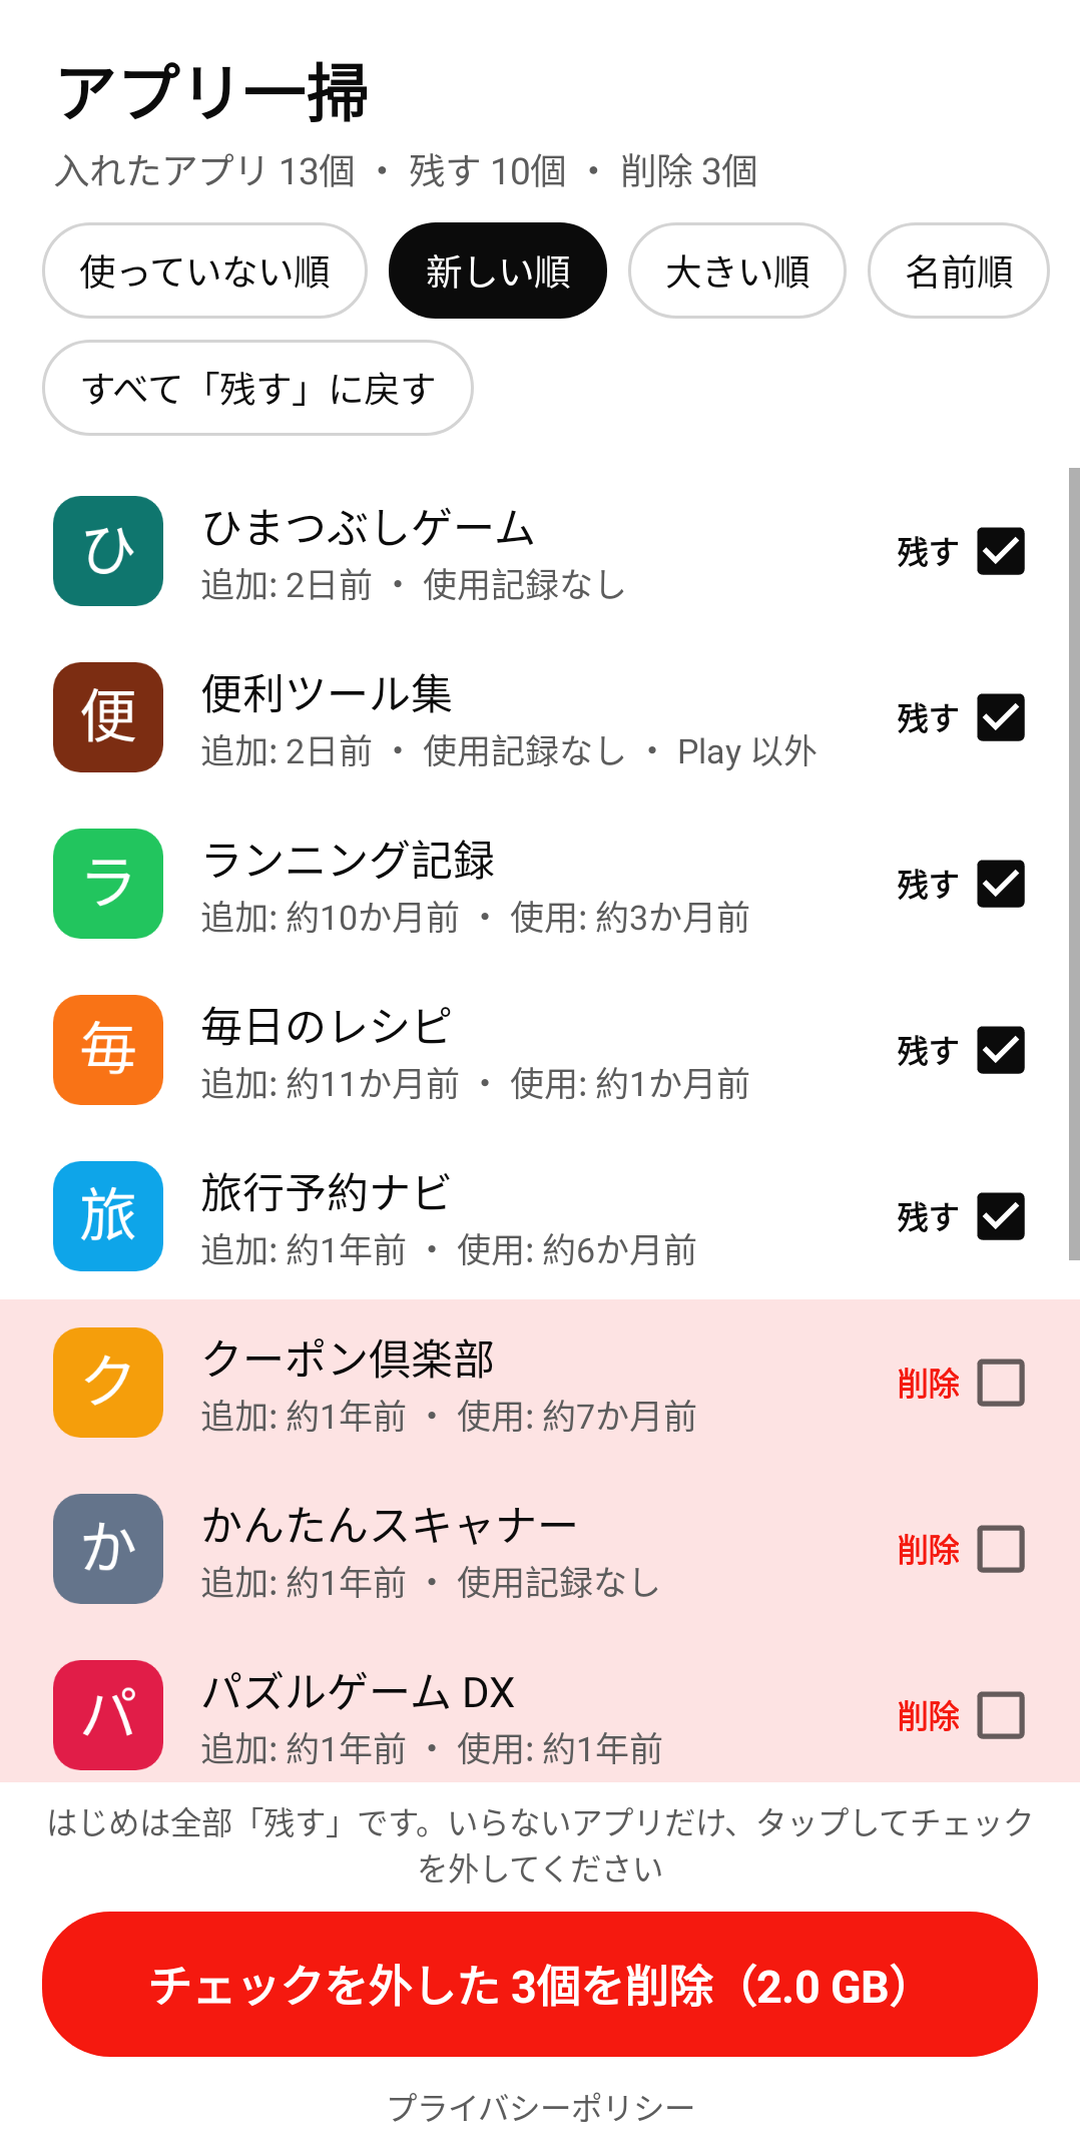 アプリ一掃
入れたアプリ 13個 ・ 残す 10個 ・ 削除 3個
使っていない順 新しい順 大きい順 名前順
すべて「残す」に戻す
ひ ひまつぶしゲーム 残す
追加: 2日前 ・ 使用記録なし
便 便利ツール集 残す
追加: 2日前 ・ 使用記録なし ・ Play 以外
ラ ランニング記録 残す
追加: 約10か月前 ・ 使用: 約3か月前
毎 毎日のレシピ 残す
追加: 約11か月前 ・ 使用: 約1か月前
旅 旅行予約ナビ 残す
追加: 約1年前 ・ 使用: 約6か月前
ク クーポン倶楽部 削除
追加: 約1年前 ・ 使用: 約7か月前
か かんたんスキャナー 削除
追加: 約1年前 ・ 使用記録なし
パ パズルゲーム DX 削除
追加: 約1年前 ・ 使用: 約1年前
はじめは全部「残す」です。いらないアプリだけ、タップしてチェック
を外してください
チェックを外した 3個を削除（2.0 GB）
プライバシーポリシー